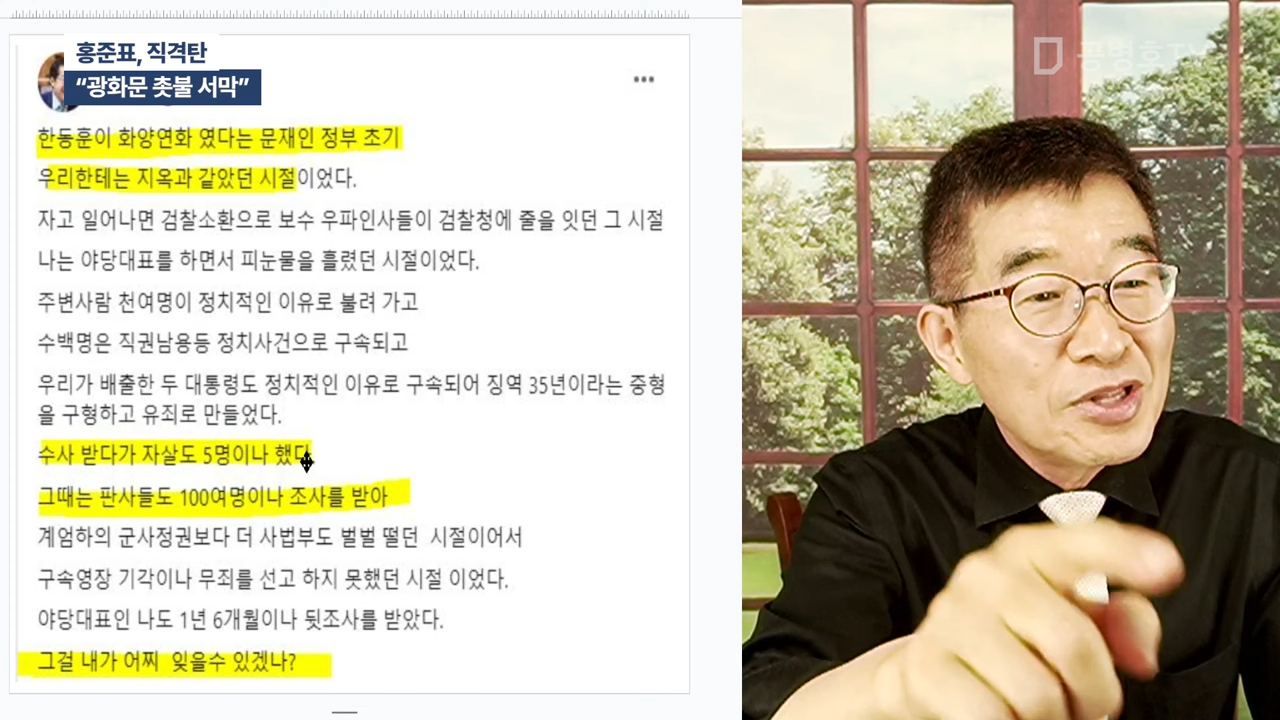 홍준표, 직격탄
“광화문 촛불 서막”
한동훈이 화양연화 였다는 문재인 정부 초기
우리한테는 지옥과 같았던 시절이었다.
자고 일어나면 검찰소환으로 보수 우파인사들이 검찰청에 줄을 잇던 그 시절
나는 야당대표를 하면서 피눈물을 흘렸던 시절이었다.
주변사람 천여명이 정치적인 이유로 불려 가고
수백명은 직권남용등 정치사건으로 구속되고
우리가 배출한 두 대통령도 정치적인 이유로 구속되어 징역 35년이라는 중형
을 구형하고 유죄로 만들었다.
수사 받다가 자살도 5명이나 했다
그때는 판사들도 100여명이나 조사를 받아
계엄하의 군사정권보다 더 사법부도 벌벌 떨던 시절이어서
구속영장 기각이나 무죄를 선고 하지 못했던 시절 이었다.
야당대표인 나도 1년 6개월이나 뒷조사를 받았다.
그걸 내가 어찌 잊을수 있겠나?
공병호TV